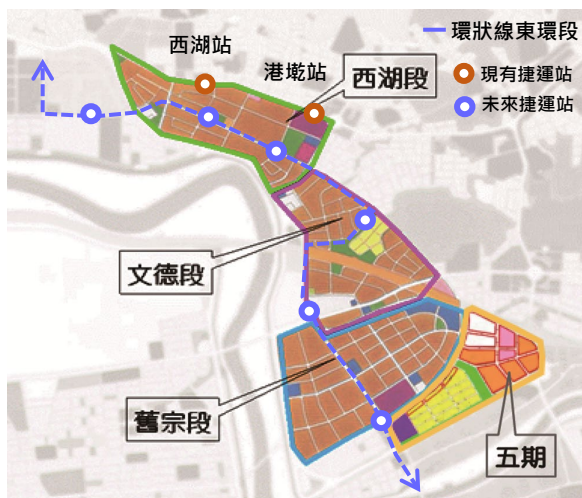 環狀線東環段
西湖站
現有捷運站
港墘站
西湖段
未來捷運站
文德段
舊宗段
五期